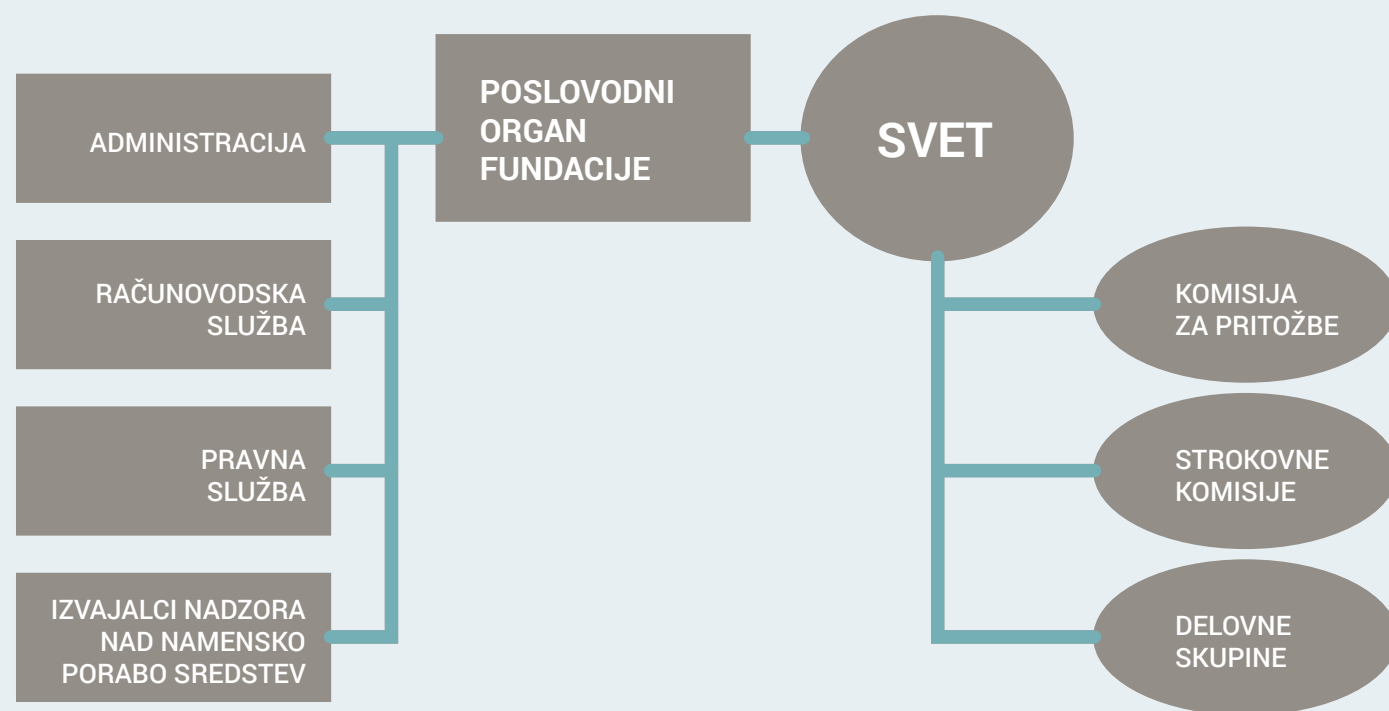 POSLOVODNI
ORGAN
FUNDACIJE
SVET
ADMINISTRACIJA
RAČUNOVODSKA
SLUŽBA
PRAVNA
SLUŽBA
IZVAJALCI NADZORA
NAD NAMENSKO
PORABO SREDSTEV
KOMISIJA
ZA PRITOŽBE
STROKOVNE
KOMISIJE
DELOVNE
SKUPINE